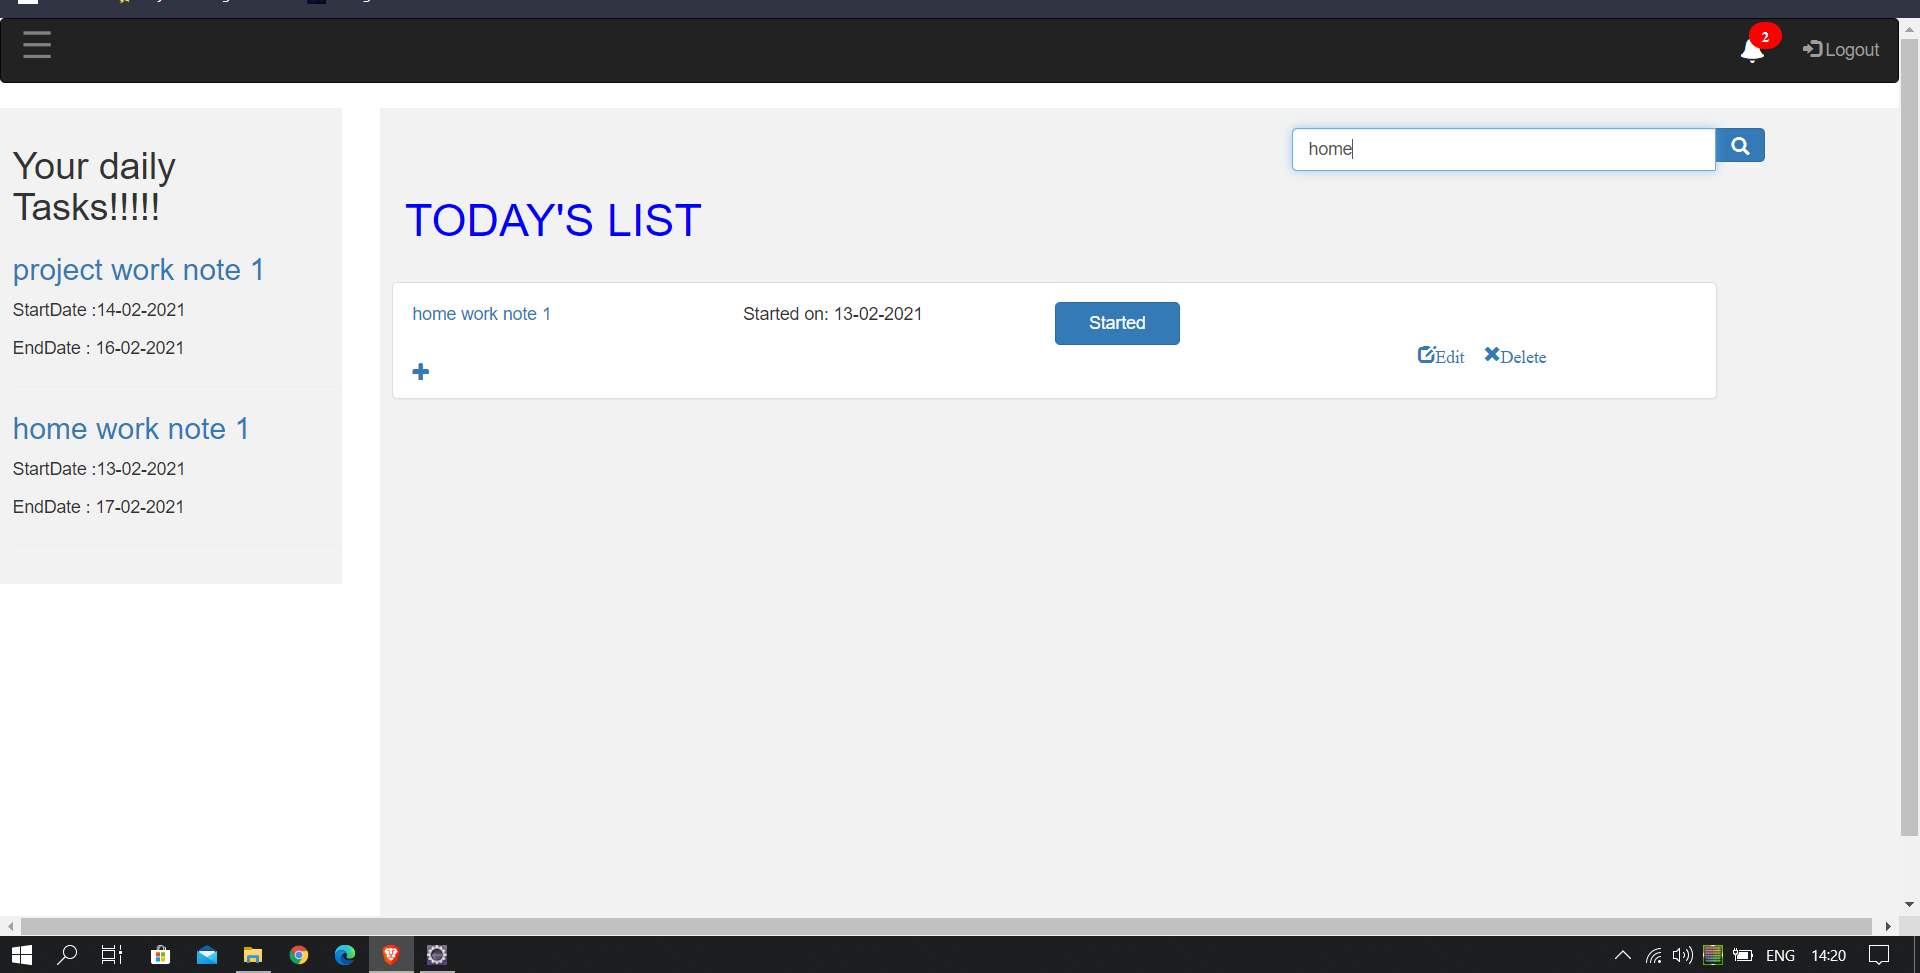 2
Logout
home
Your daily
Tasks!!!!!
TODAY'S LIST
project work note 1
StartDate :14-02-2021
EndDate : 16-02-2021
home work note 1
Started on: 13-02-2021
Started
Edit
Delete
home work note 1
StartDate :13-02-2021
EndDate : 17-02-2021
ENG
14:20